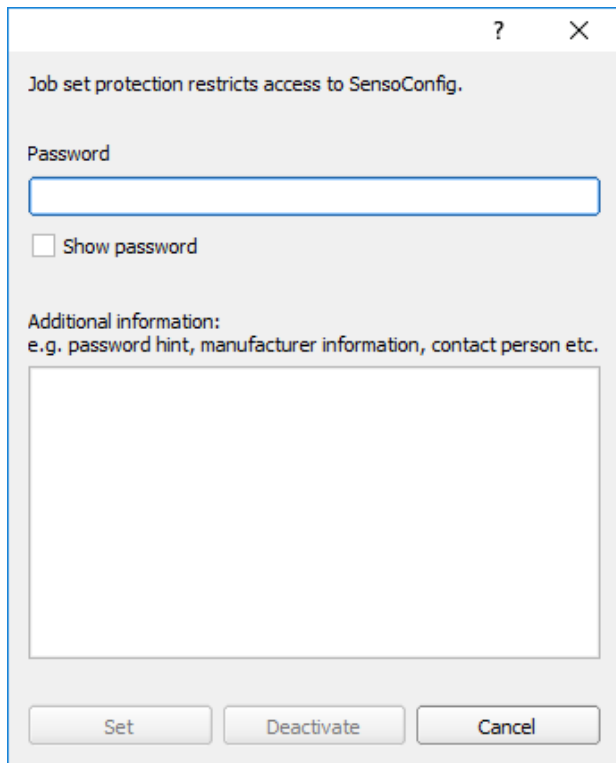 ?
Job set protection restricts access to SensoConfig.
Password
Show password
Additional information:
e.g. password hint, manufacturer information, contact person etc.
Set Deactivate Cancel